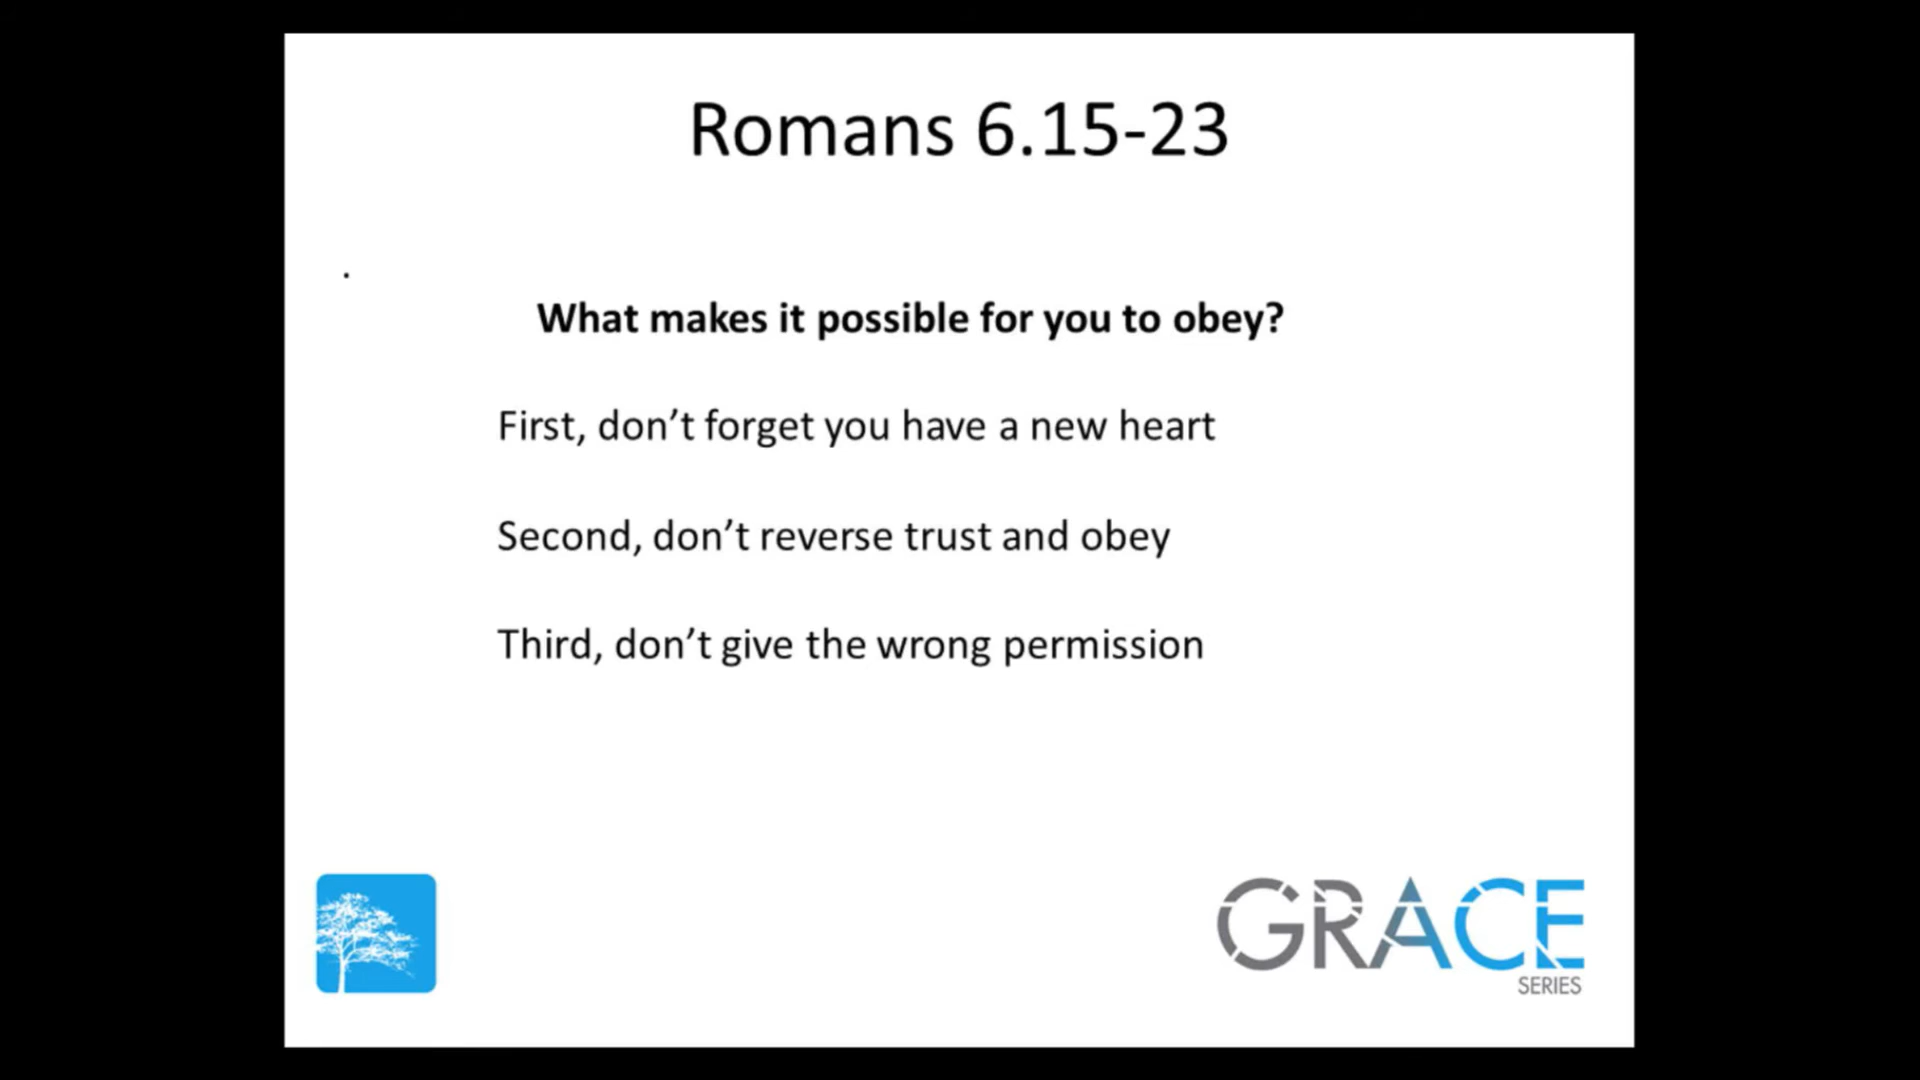 Romans 6.15-23
.
What makes it possible for you to obey?
First, don’t forget you have a new heart
Second, don’t reverse trust and obey
Third, don’t give the wrong permission
GRACE
SERIES